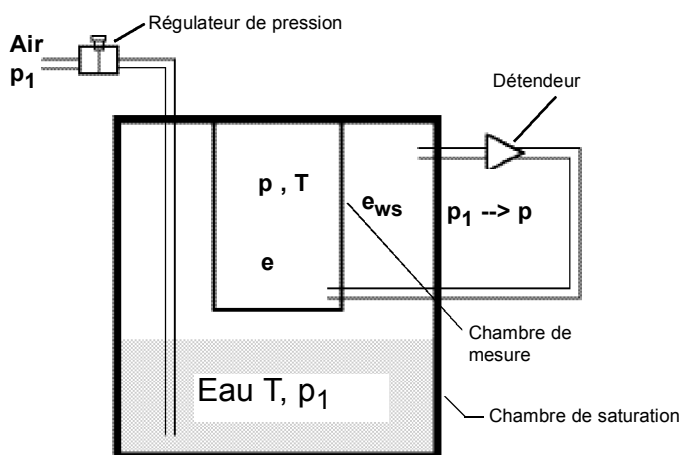 Régulateur de pression
Air
p1
Détendeur
p , T
ews
p1 --> p
e
Chambre de
mesure
Eau T, p1
Chambre de saturation